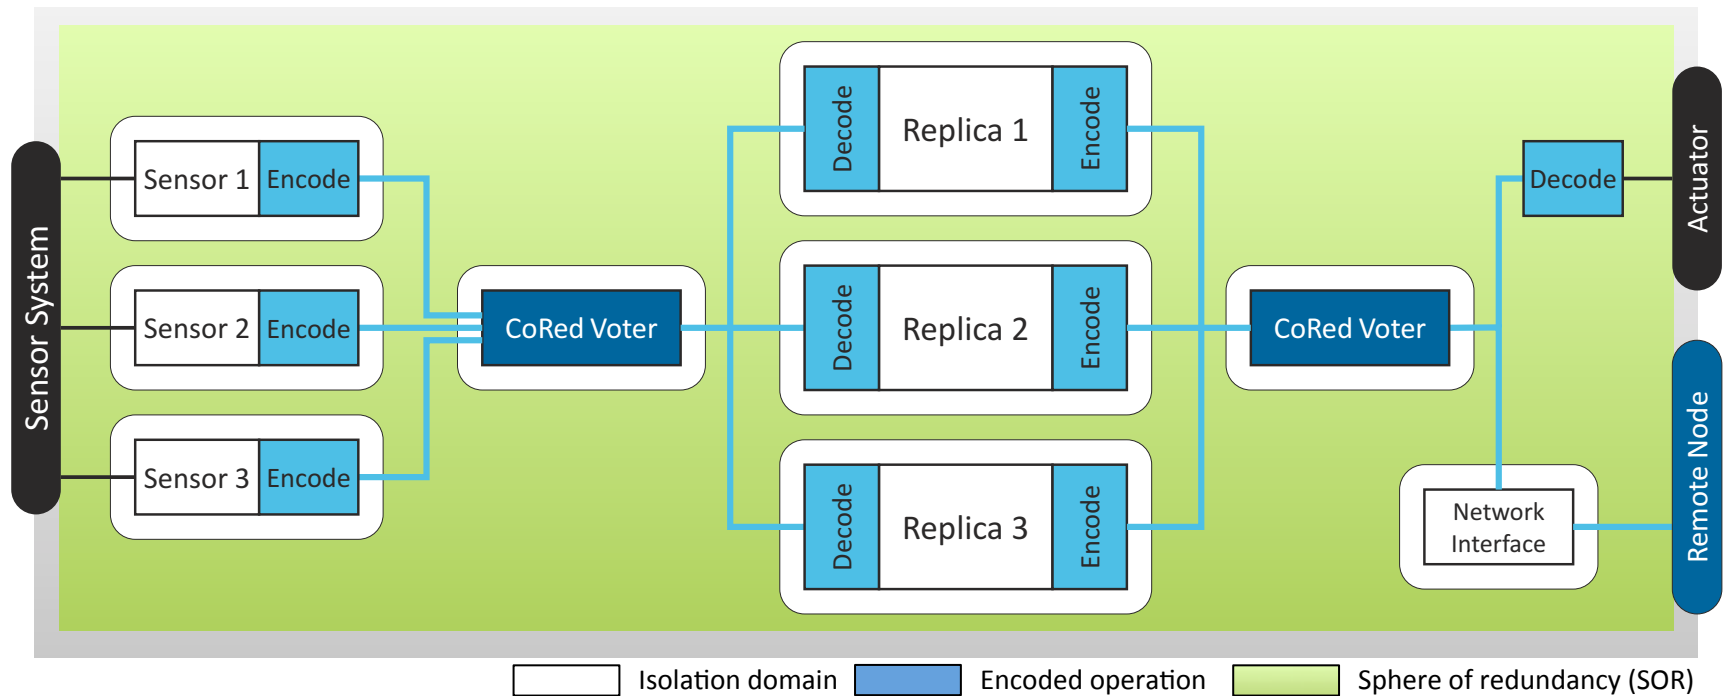 Sensor System
Sensor 1
Encode
Sensor 2
Encode
Sensor 3
Encode
CoRed Voter
Decode
Replica 1
Encode
Decode
Replica 2
Encode
Decode
Replica 3
Encode
CoRed Voter
Decode
Actuator
Network
Interface
Remote Node
Isolation domain
Encoded operation
Sphere of redundancy (SOR)